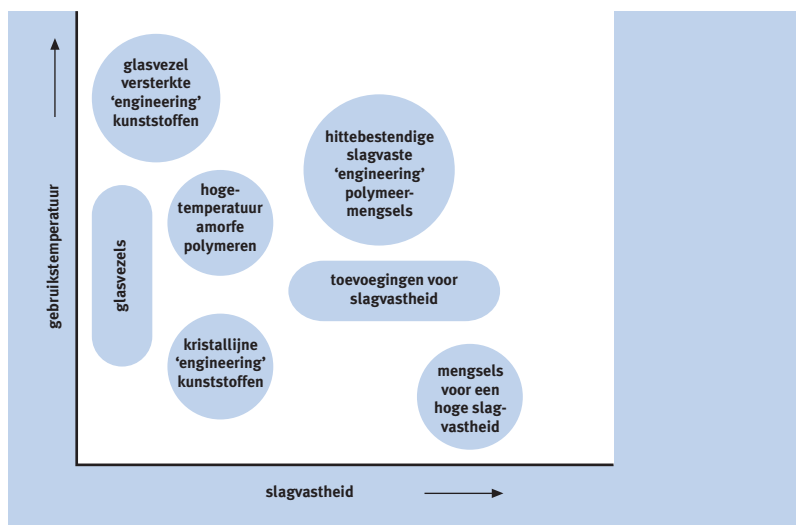 glasvezel
versterkte
‘engineering’
kunststoffen
hittebestendige
slagvaste
‘engineering’
polymeer-
mengsels
hoge-
temperatuur
amorfe
polymeren
gebruikstemperatuur
glasvezels
toevoegingen voor
slagvastheid
kristallijne
‘engineering’
kunststoffen
mengsels
voor een
hoge slag-
vastheid
slagvastheid